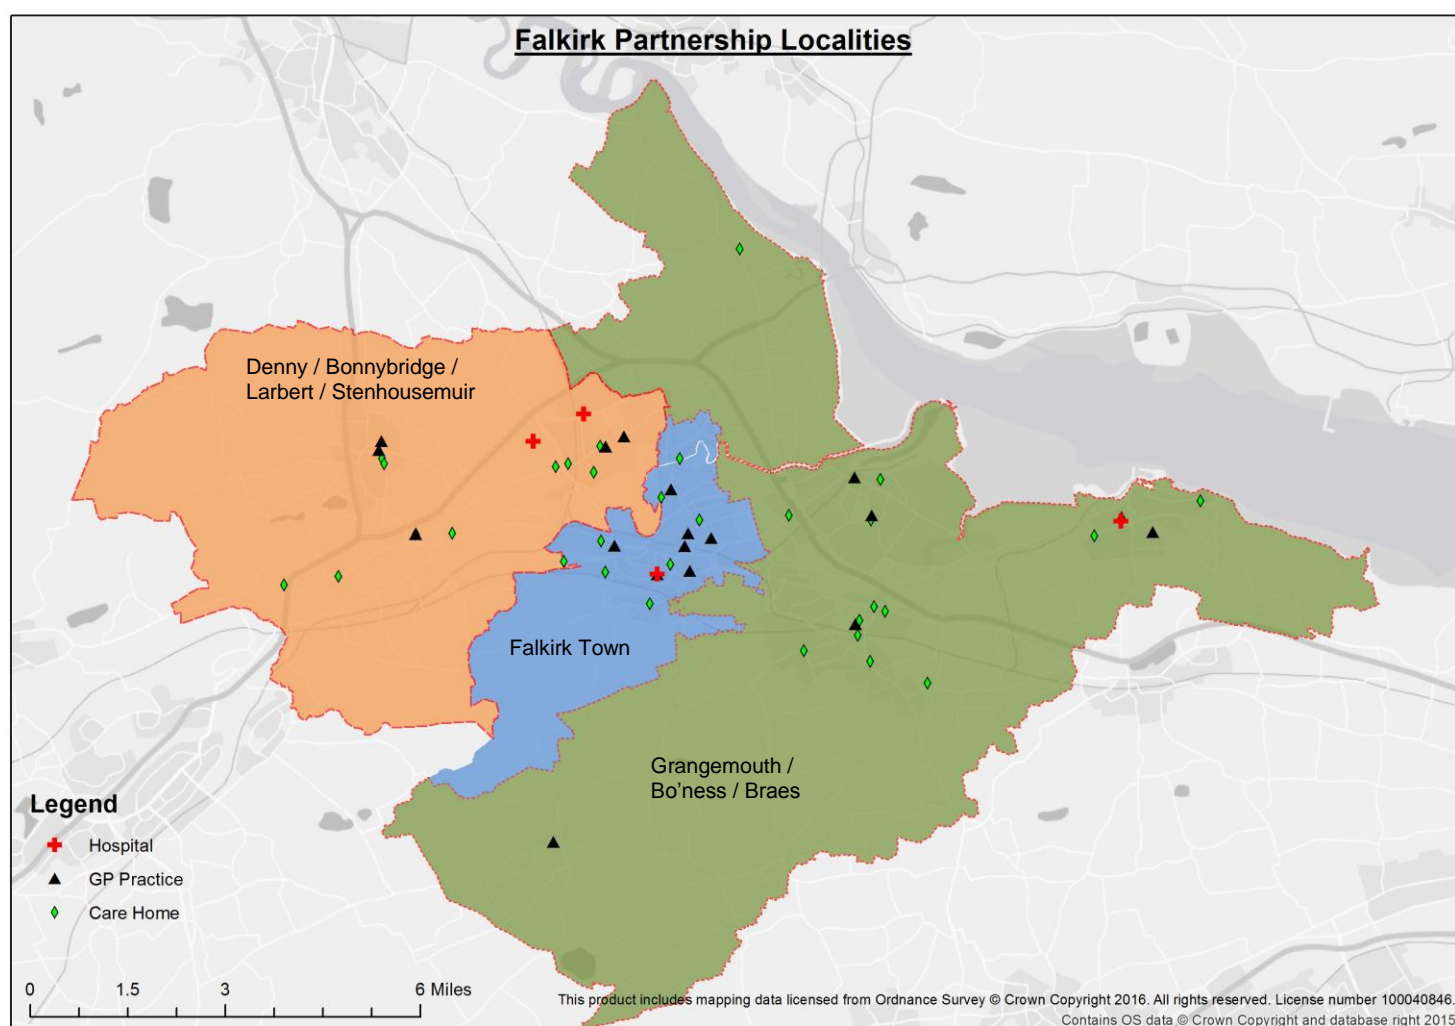 Falkirk Partnership Localities
Denny / Bonnybridge /
Larbert / Stenhousemuir
Falkirk Town
Grangemouth /
Bo’ness / Braes
Legend
Hospital
GP Practice
Care Home
0 1.5 3 6 Miles
This product includes mapping data licensed from Ordnance Survey © Crown Copyright 2016. All rights reserved. License number 100040846.
Contains OS data © Crown Copyright and database right 2015